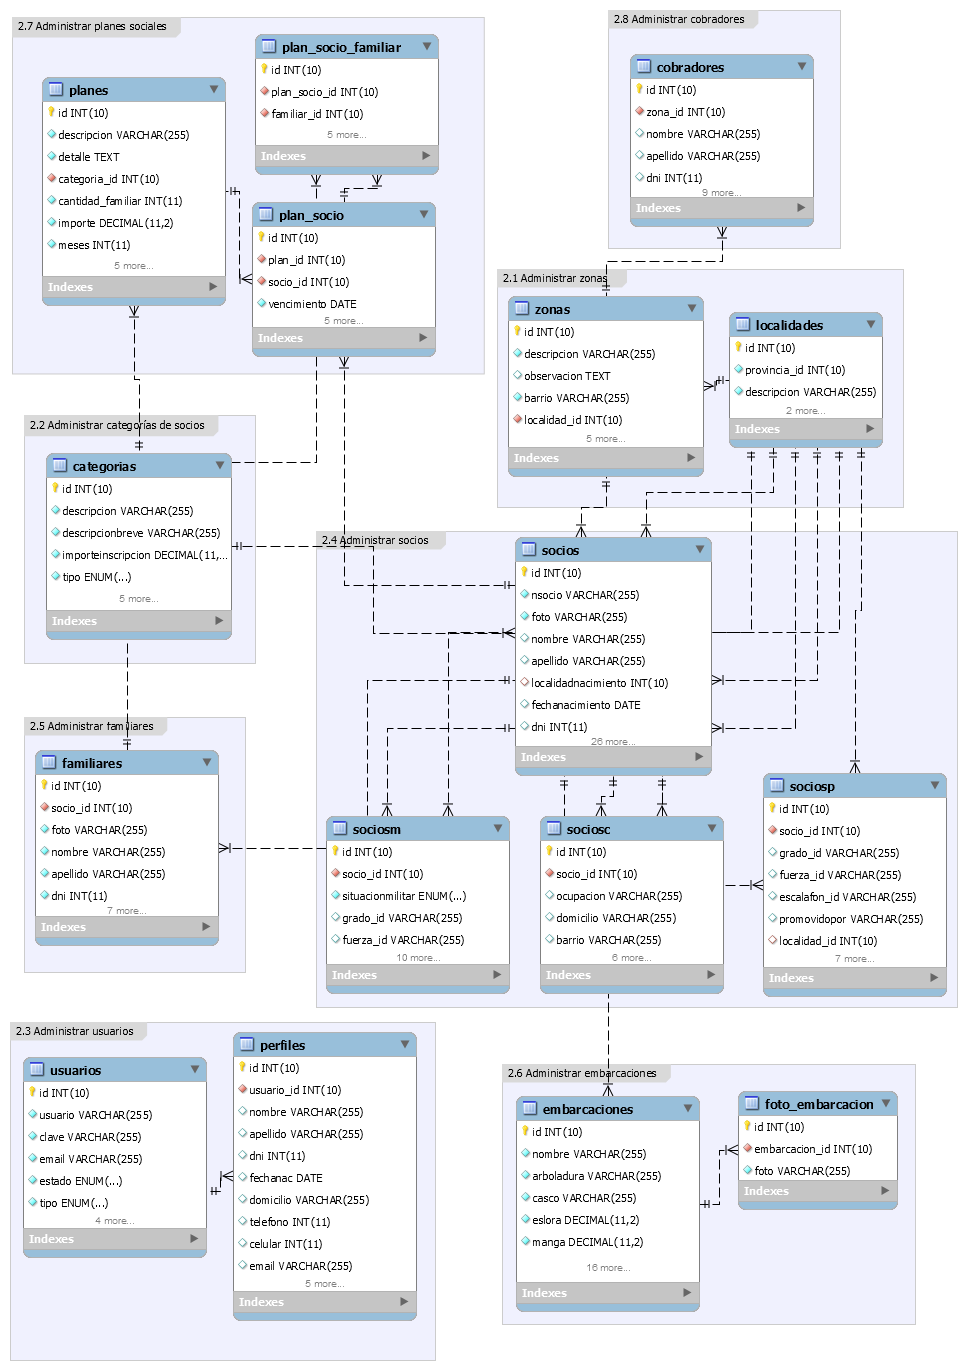 2.7 Administrar planes sociales
planes
id INT(10)
descripcion VARCHAR(255)
detalle TEXT
categoria_id INT(10)
cantidad_familiar INT(11)
importe DECIMAL(11,2)
meses INT(11)
5 more...
Indexes
plan_socio_familiar
id INT(10)
plan_socio_id INT(10)
familiar_id INT(10)
5 more...
Indexes
plan_socio
id INT(10)
plan_id INT(10)
socio_id INT(10)
vencimiento DATE
5 more...
Indexes
2.8 Administrar cobradores
cobradores
id INT(10)
zona_id INT(10)
nombre VARCHAR(255)
apellido VARCHAR(255)
dni INT(11)
9 more...
Indexes
2.1 Administrar zonas
zonas
id INT(10)
descripcion VARCHAR(255)
observacion TEXT
barrio VARCHAR(255)
localidad_id INT(10)
5 more...
Indexes
localidades
id INT(10)
provincia_id INT(10)
descripcion VARCHAR(255)
2 more...
Indexes
2.2 Administrar categorías de socios
categorias
id INT(10)
descripcion VARCHAR(255)
descripcionbreve VARCHAR(255)
importeinscripcion DECIMAL(11,...
tipo ENUM(...)
5 more...
Indexes
2.4 Administrar socios
socios
id INT(10)
nsocio VARCHAR(255)
foto VARCHAR(255)
nombre VARCHAR(255)
apellido VARCHAR(255)
localidadnacimiento INT(10)
fechanacimiento DATE
dni INT(11)
26 more...
Indexes
2.5 Administrar familiares
familiares
id INT(10)
socio_id INT(10)
foto VARCHAR(255)
nombre VARCHAR(255)
apellido VARCHAR(255)
dni INT(11)
7 more...
Indexes
sociosm
id INT(10)
socio_id INT(10)
situacionmilitar ENUM(...)
grado_id VARCHAR(255)
fuerza_id VARCHAR(255)
10 more...
Indexes
sociosc
id INT(10)
socio_id INT(10)
ocupacion VARCHAR(255)
domicilio VARCHAR(255)
barrio VARCHAR(255)
6 more...
Indexes
sociosp
id INT(10)
socio_id INT(10)
grado_id VARCHAR(255)
fuerza_id VARCHAR(255)
escalafon_id VARCHAR(255)
promovidopor VARCHAR(255)
localidad_id INT(10)
7 more...
Indexes
2.3 Administrar usuarios
usuarios
id INT(10)
usuario VARCHAR(255)
clave VARCHAR(255)
email VARCHAR(255)
estado ENUM(...)
tipo ENUM(...)
4 more...
Indexes
perfiles
id INT(10)
usuario_id INT(10)
nombre VARCHAR(255)
apellido VARCHAR(255)
dni INT(11)
fechanac DATE
domicilio VARCHAR(255)
telefono INT(11)
celular INT(11)
email VARCHAR(255)
5 more...
Indexes
2.6 Administrar embarcaciones
embarcaciones
id INT(10)
nombre VARCHAR(255)
arboladura VARCHAR(255)
casco VARCHAR(255)
eslora DECIMAL(11,2)
manga DECIMAL(11,2)
16 more...
Indexes
foto_embarcacion
id INT(10)
embarcacion_id INT(10)
foto VARCHAR(255)
Indexes